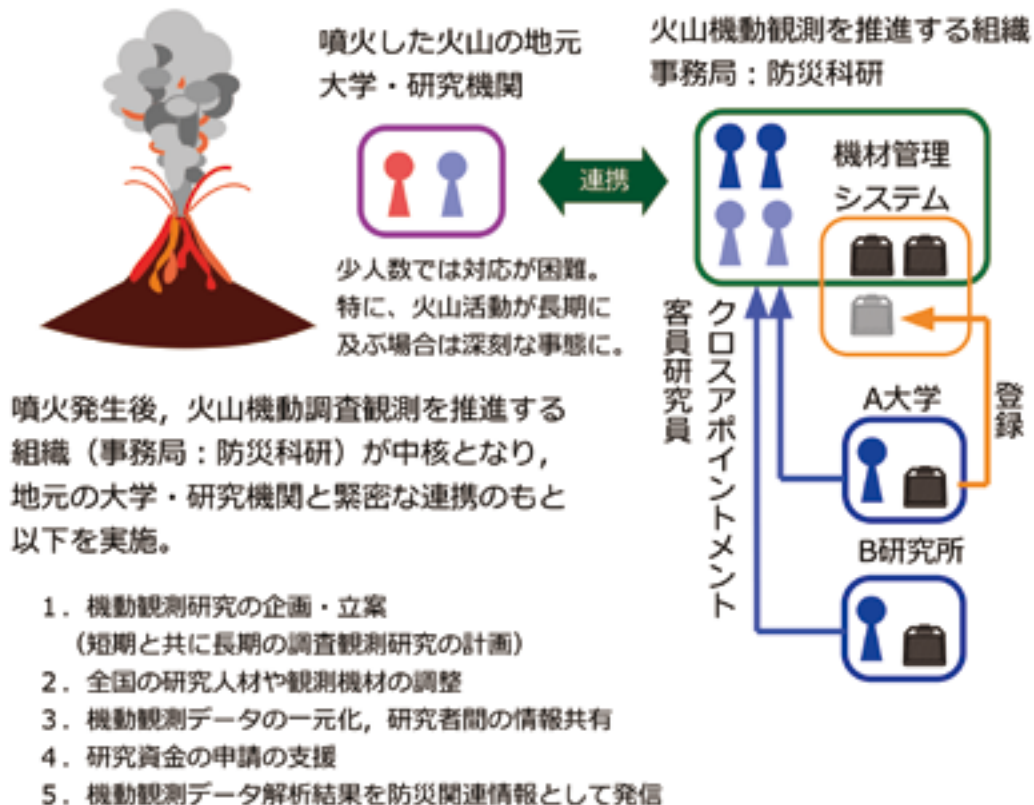 噴火した火山の地元
大学・研究機関
火山機動観測を推進する組織
事務局：防災科研
連携
機材管理
システム
少人数では対応が困難。
特に、火山活動が長期に
及ぶ場合は深刻な事態に。
クロスアポイントメント
客員研究員
登録
A大学
B研究所
噴火発生後，火山機動調査観測を推進する
組織（事務局：防災科研）が中核となり，
地元の大学・研究機関と緊密な連携のもと
以下を実施。
1．機動観測研究の企画・立案
（短期と共に長期の調査観測研究の計画）
2．全国の研究人材や観測機材の調整
3．機動観測データの一元化，研究者間の情報共有
4．研究資金の申請の支援
5．機動観測データ解析結果を防災関連情報として発信